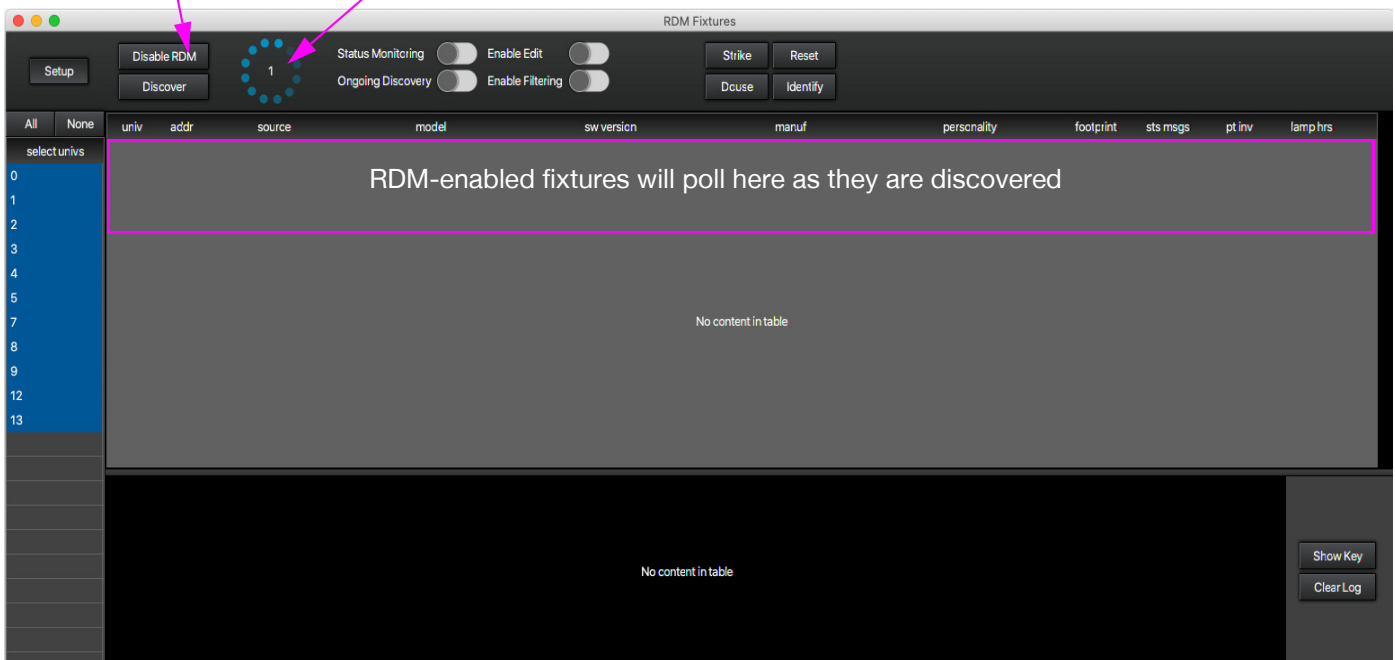 RDM Fixtures
Setup
Disable RDM
Discover
1
Status Monitoring
Enable Edit
Ongoing Discovery
Enable Filtering
Strike
Reset
Douse
Identify
All None
select univs
0
1
2
3
4
5
7
8
9
12
13
univ addr source model sw version manuf personality footprint sts msgs pt inv lamp hrs
RDM-enabled fixtures will poll here as they are discovered
No content in table
No content in table
Show Key
Clear Log